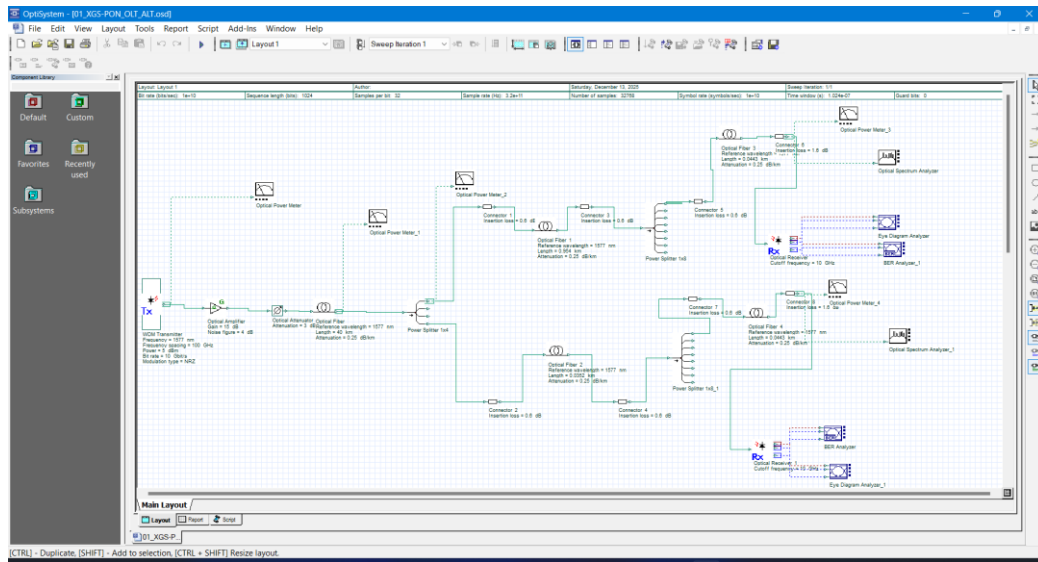 OptiSystem - [01_XGS-PON_OLT_ALT.osd]
File Edit View Layout Tools Report Script Add-Ins Window Help
Layout 1
Sweep Iteration 1
Component Library
Default
Custom
Favorites
Recently used
Subsystems
Layout: Layout 1
Author:
Saturday, December 13, 2025
Sweep Iteration: 1/1
Bit rate (bits/sec): 1e+10
Sequence length (bits): 1024
Samples per bit: 32
Sample rate (Hz): 3.2e+11
Number of samples: 32768
Symbol rate (symbols/sec): 1e+10
Time window (s): 1.024e-07
Guard bits: 0
Optical Power Meter_3
Optical Fiber 3
Reference wavelength =
Length = 0.0443 km
Attenuation = 0.25 dB/km
Connector 6
Insertion loss = 1.6 dB
Optical Spectrum Analyzer
Optical Power Meter
Optical Power Meter_2
Optical Power Meter_1
Connector 1
Insertion loss = 0.6 dB
Connector 3
Insertion loss = 0.6 dB
Connector 5
Insertion loss = 0.6 dB
Optical Fiber 1
Reference wavelength = 1577 nm
Length = 0.964 km
Attenuation = 0.25 dB/km
Power Splitter 1x8
Eye Diagram Analyzer
Rx
Optical Receiver
Cutoff frequency = 10 GHz
BER Analyzer_1
Tx
WDM Transmitter
Frequency = 1577 nm
Frequency spacing = 100 GHz
Power = 5 dBm
Bit rate = 10 Gbit/s
Modulation type = NRZ
Optical Amplifier
Gain = 15 dB
Noise figure = 4 dB
Optical Attenuator
Attenuation = 3 dB
Optical Fiber
Reference wavelength = 1577 nm
Length = 40 km
Attenuation = 0.25 dB/km
Power Splitter 1x4
Connector 7
Insertion loss = 0.6 dB
Connector 8
Insertion loss = 1.6 dB
Optical Power Meter_4
Optical Fiber 4
Length = 0.0443 km
Attenuation = 0.25 dB/km
Optical Spectrum Analyzer_1
Optical Fiber 2
Reference wavelength = 1577 nm
Attenuation = 0.25 dB/km
Power Splitter 1x8_1
Connector 2
Insertion loss = 0.6 dB
Connector 4
Insertion loss = 0.6 dB
BER Analyzer
Rx
Optical Receiver_1
Cutoff frequency = 10 GHz
Eye Diagram Analyzer_1
Main Layout
Layout
Report
Script
01_XGS-P...
[CTRL] - Duplicate, [SHIFT] - Add to selection, [CTRL + SHIFT] Resize layout.